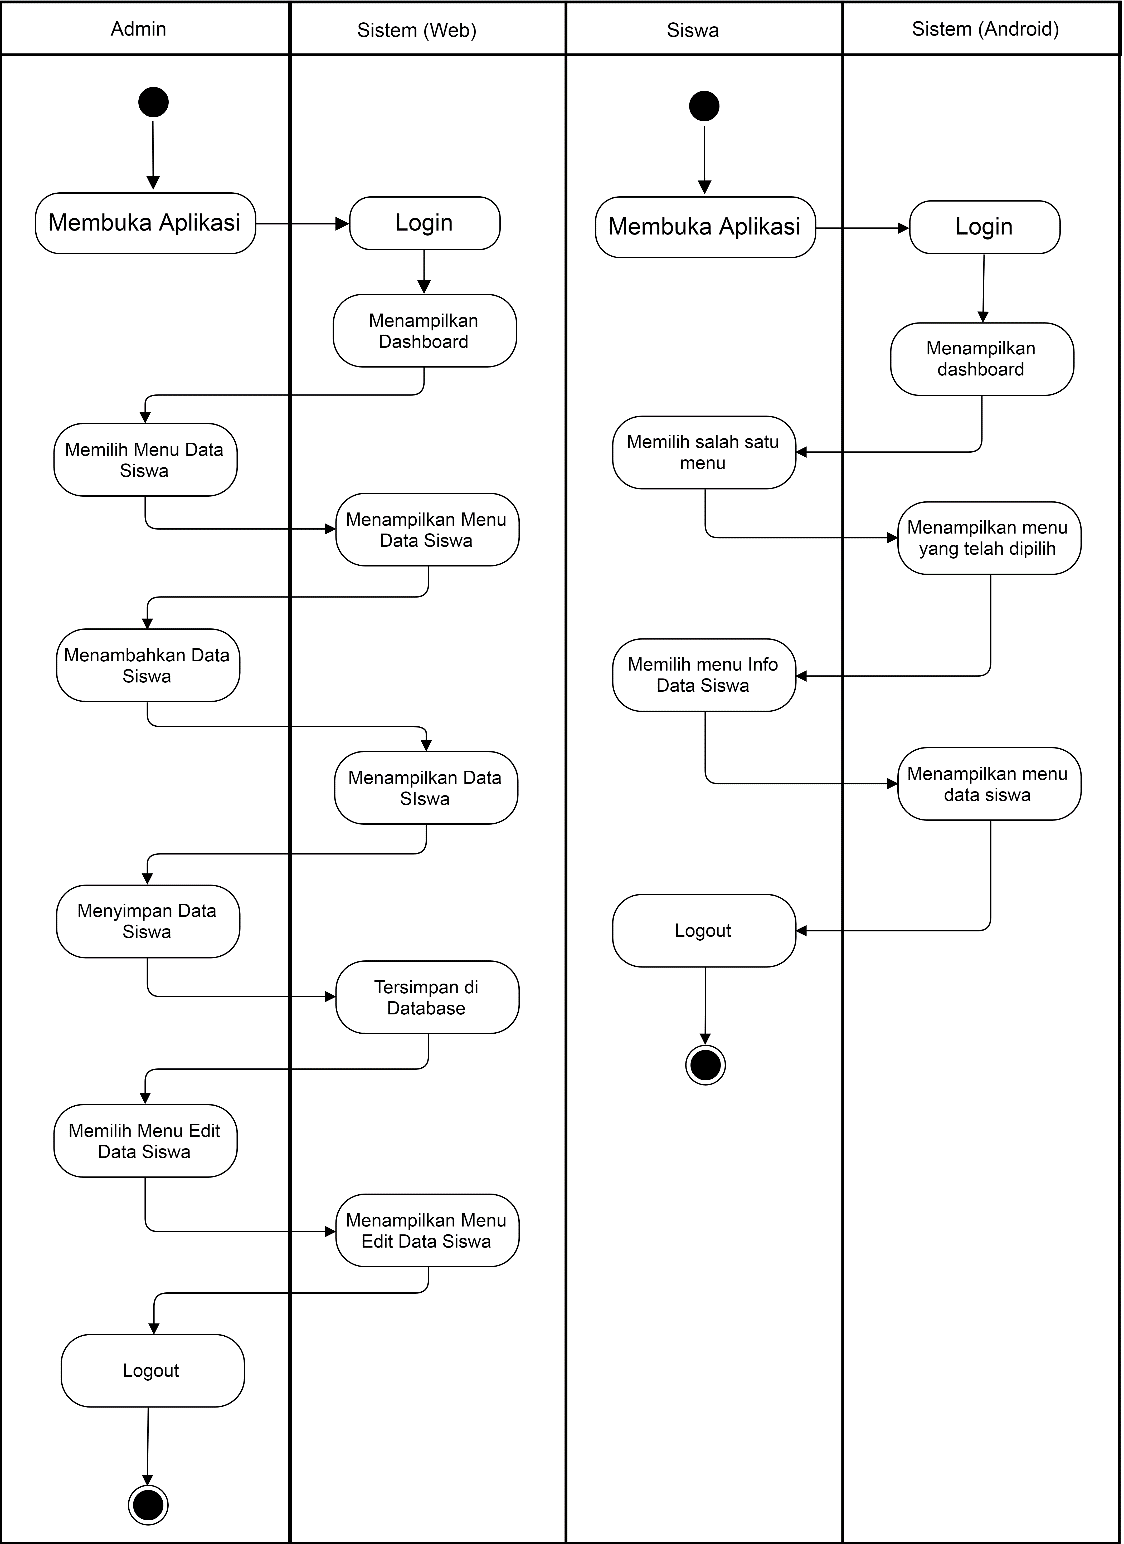 Admin
Sistem (Web)
Siswa
Sistem (Android)
Membuka Aplikasi
Login
Menampilkan
Dashboard
Memilih Menu Data
Siswa
Menampilkan Menu
Data Siswa
Menambahkan Data
Siswa
Menampilkan Data
SIswa
Menyimpan Data
Siswa
Tersimpan di
Database
Memilih Menu Edit
Data Siswa
Menampilkan Menu
Edit Data Siswa
Logout
Membuka Aplikasi
Login
Menampilkan
dashboard
Memilih salah satu
menu
Menampilkan menu
yang telah dipilih
Memilih menu Info
Data Siswa
Menampilkan menu
data siswa
Logout